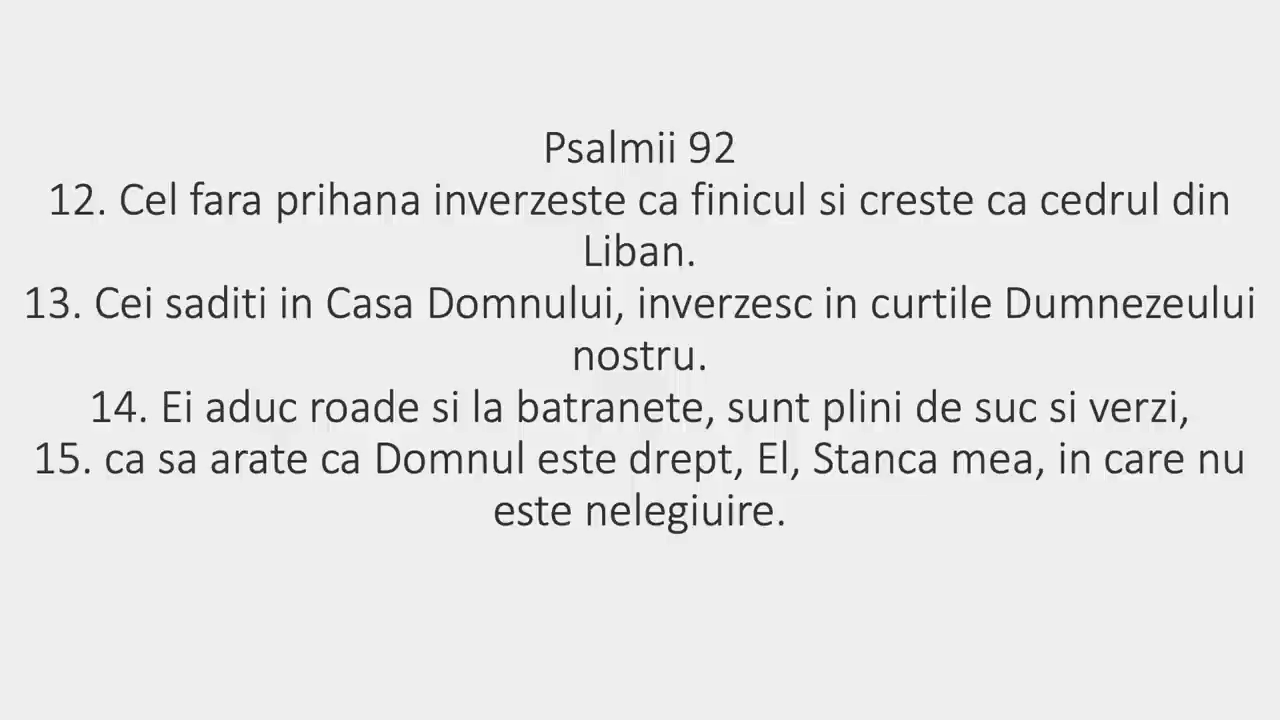 Psalmii 92
12. Cel fara prihana inverzeste ca finicul si creste ca cedrul din
Liban.
13. Cei saditi in Casa Domnului, inverzesc in curtile Dumnezeului
nostru.
14. Ei aduc roade si la batranete, sunt plini de suc si verzi,
15. ca sa arate ca Domnul este drept, El, Stanca mea, in care nu
este nelegiuire.